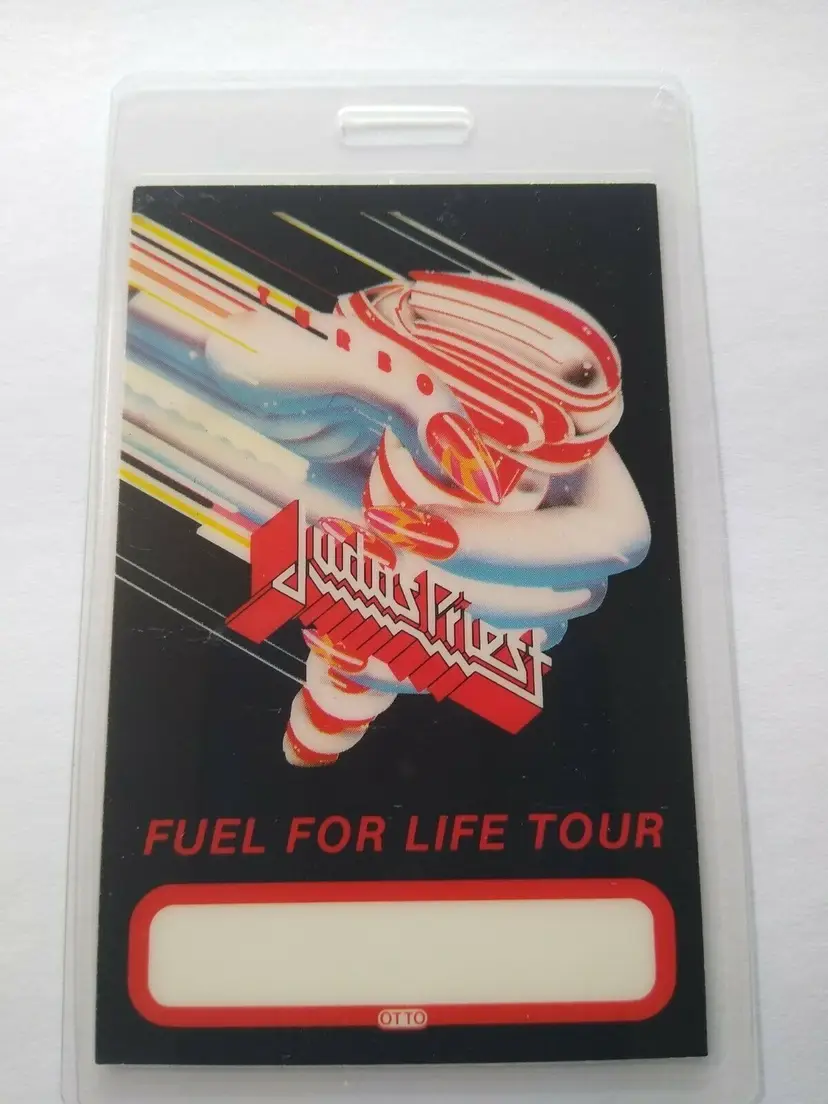 TURBO
Judas Priest
FUEL FOR LIFE TOUR
OTTO